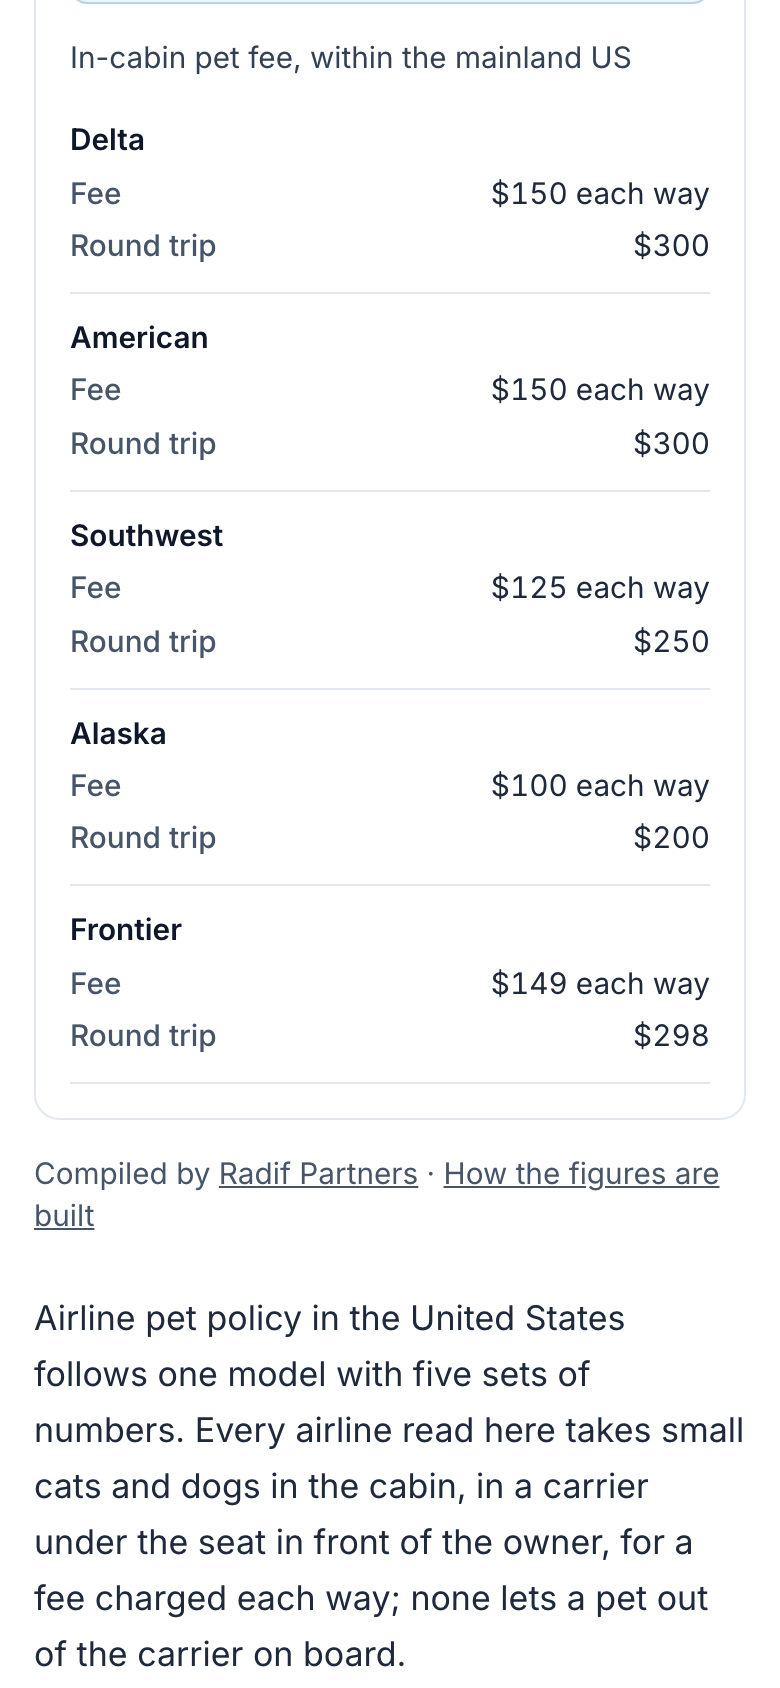 In-cabin pet fee, within the mainland US
Delta
Fee $150 each way
Round trip $300
American
Fee $150 each way
Round trip $300
Southwest
Fee $125 each way
Round trip $250
Alaska
Fee $100 each way
Round trip $200
Frontier
Fee $149 each way
Round trip $298
Compiled by Radif Partners · How the figures are
built
Airline pet policy in the United States
follows one model with five sets of
numbers. Every airline read here takes small
cats and dogs in the cabin, in a carrier
under the seat in front of the owner, for a
fee charged each way; none lets a pet out
of the carrier on board.